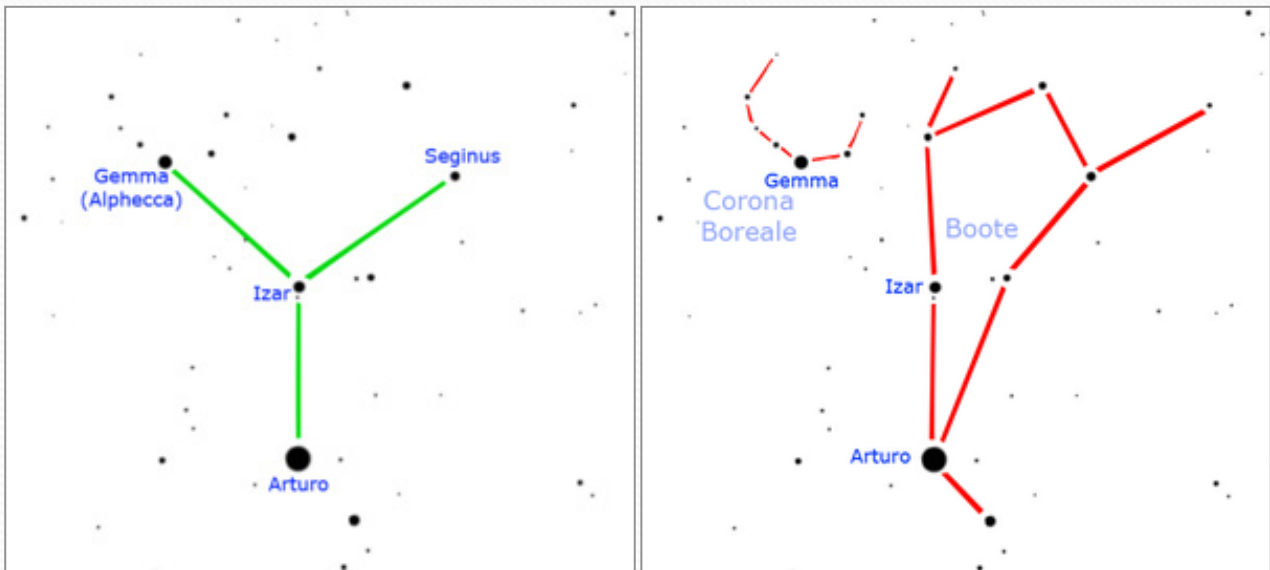 Seginus
Gemma
(Alphecca)
Izar
Arturo
Gemma
Corona
Boreale
Boote
Izar
Arturo